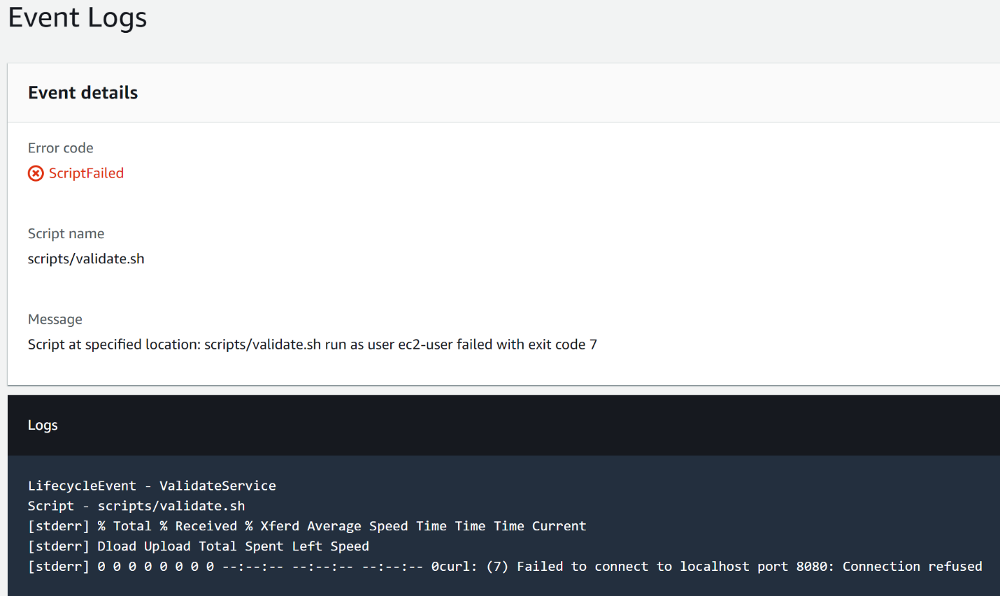 Event Logs
Event details
Error code
ScriptFailed
Script name
scripts/validate.sh
Message
Script at specified location: scripts/validate.sh run as user ec2-user failed with exit code 7
Logs
LifecycleEvent - ValidateService
Script - scripts/validate.sh
[stderr] % Total % Received % Xferd Average Speed Time Time Time Current
[stderr] Dload Upload Total Spent Left Speed
[stderr] 0 0 0 0 0 0 0 0 --:--:-- --:--:-- --:--:-- 0curl: (7) Failed to connect to localhost port 8080: Connection refused